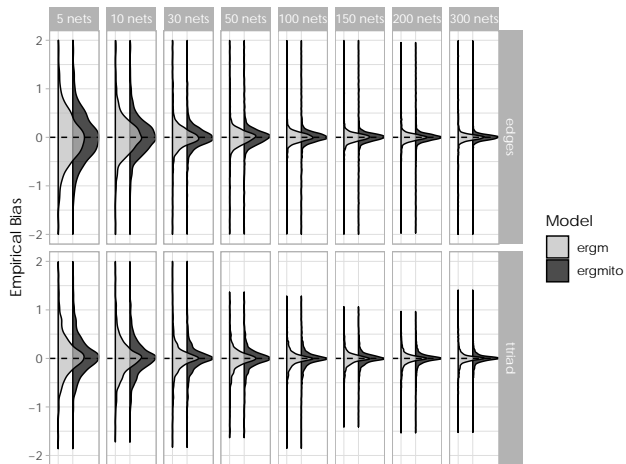 5 nets 10 nets 30 nets 50 nets 100 nets 150 nets 200 nets 300 nets
2
1
0
−1
−2
edges
Empirical Bias
2
1
0
−1
−2
ttriad
Model
ergm
ergmito